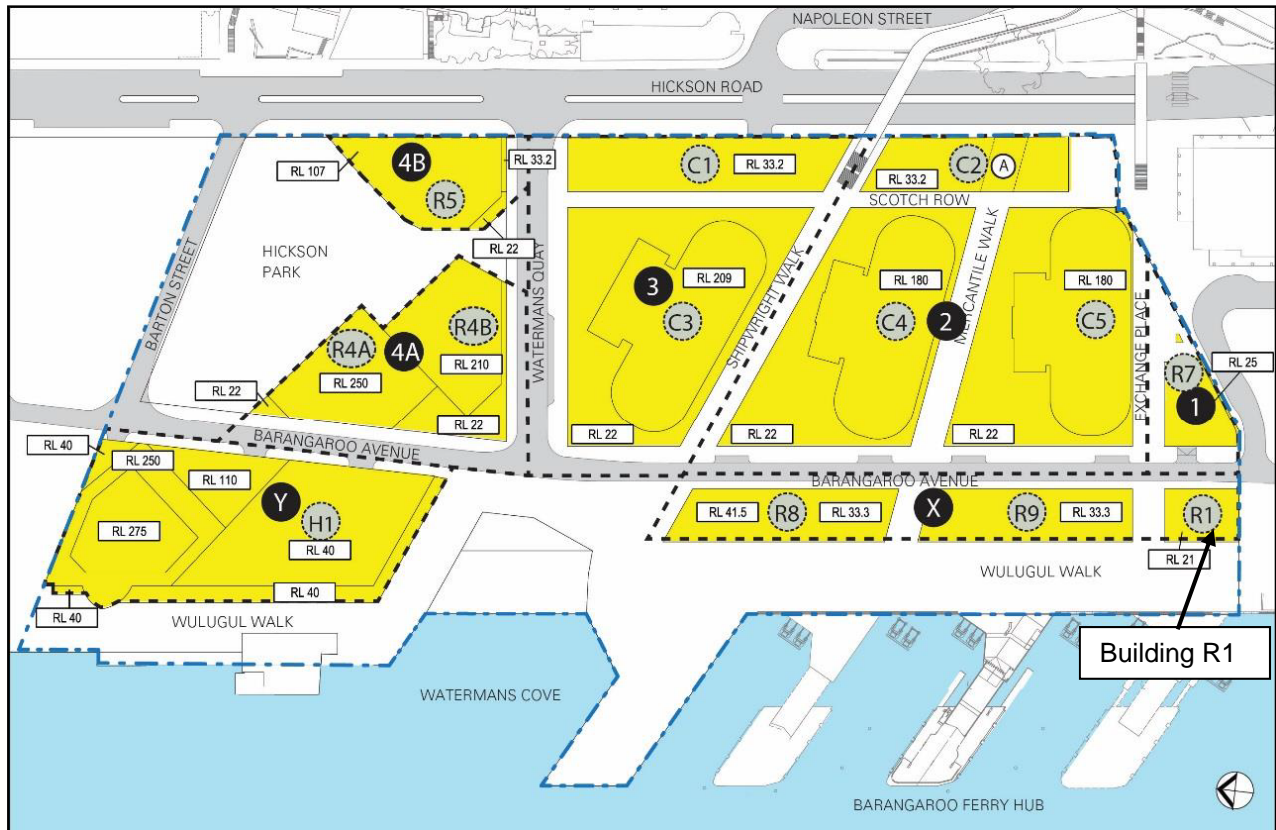 NAPOLEON STREET
HICKSON ROAD
RL 107
4B
RL 33.2
R5
RL 22
C1
RL 33.2
C2
A
RL 33.2
SCOTCH ROW
HICKSON
PARK
BARTON STREET
WATERMANS QUAY
SHIPWRIGHT WALK
MERCANTILE WALK
EXCHANGE PLACE
3
RL 209
C3
RL 180
C4
2
RL 180
C5
R4B
RL 210
R4A
4A
RL 250
RL 22
RL 22
RL 22
RL 22
RL 22
R7
RL 25
1
BARANGAROO AVENUE
BARANGAROO AVENUE
RL 40
RL 250
RL 110
Y
H1
RL 40
RL 275
RL 40
RL 40
RL 41.5
R8
RL 33.3
X
R9
RL 33.3
R1
RL 21
WULUGUL WALK
WULUGUL WALK
Building R1
WATERMANS COVE
BARANGAROO FERRY HUB